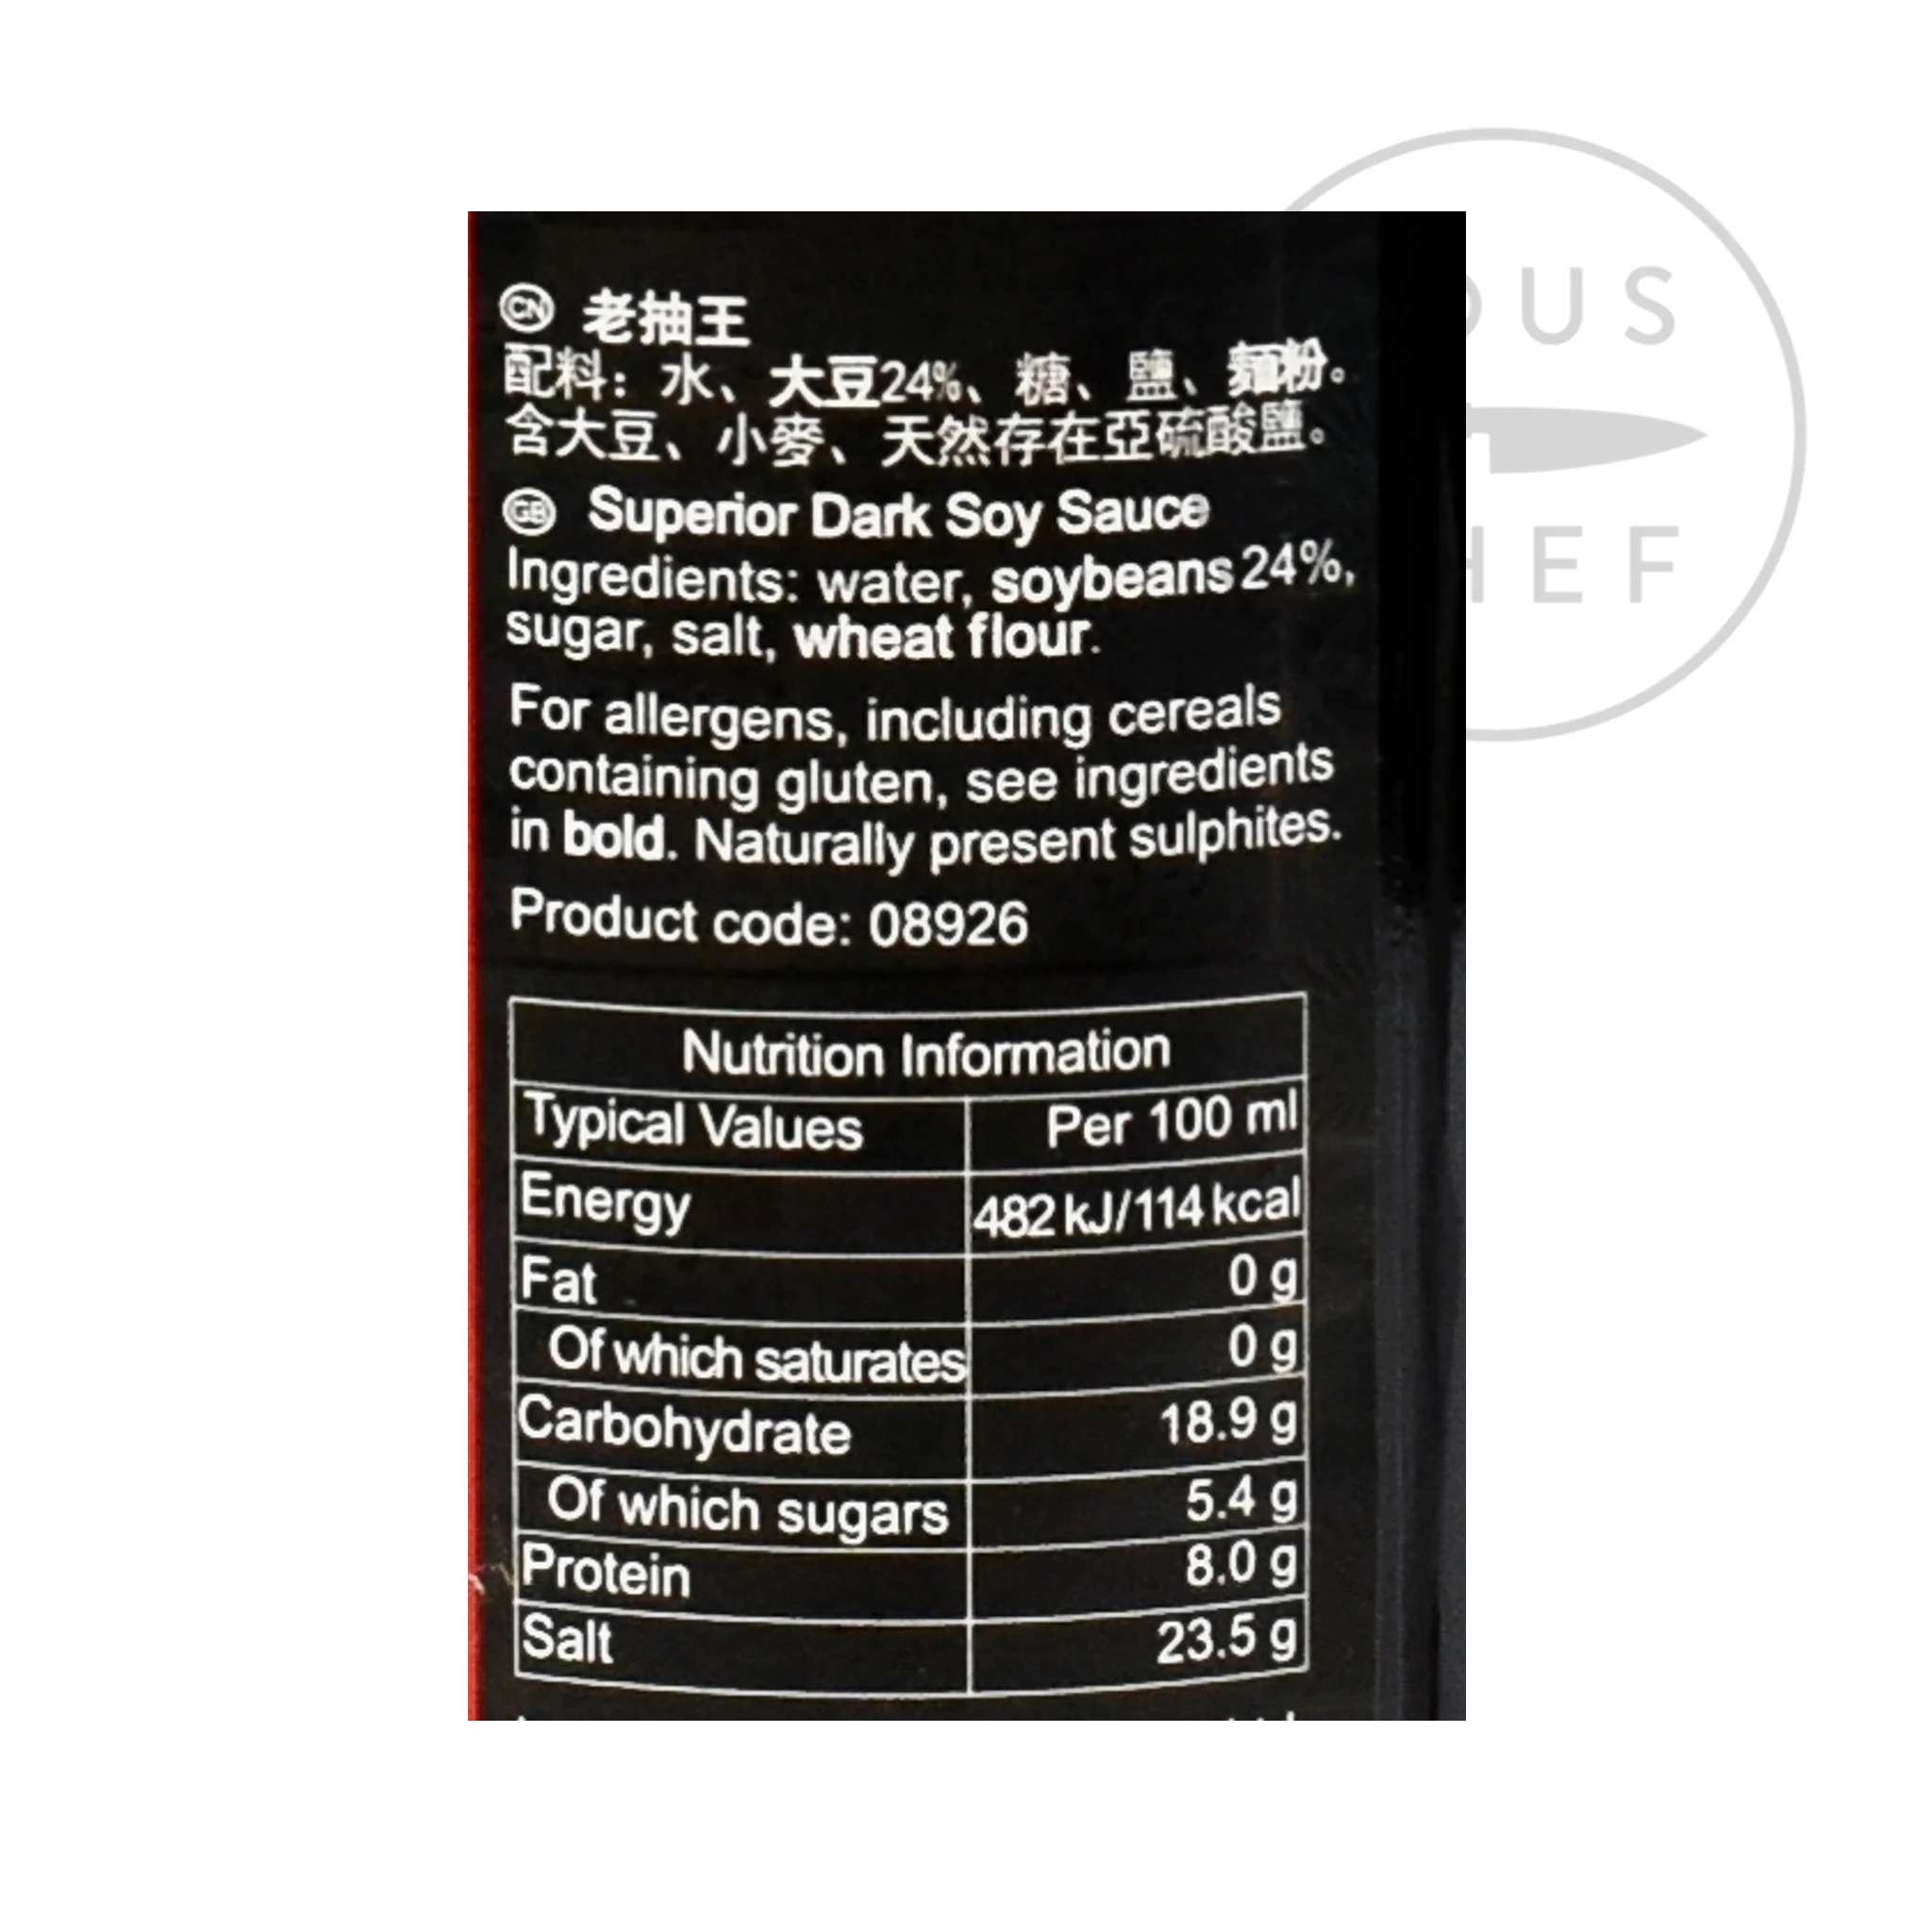 CN 老抽王
配料：水、大豆24%、糖、鹽、麵粉。
含大豆、小麥、天然存在亞硫酸鹽。
GB Superior Dark Soy Sauce
Ingredients: water, soybeans 24%,
sugar, salt, wheat flour.
For allergens, including cereals
containing gluten, see ingredients
in bold. Naturally present sulphites.
Product code: 08926
Nutrition Information
Typical Values Per 100 ml
Energy 482 kJ/114 kcal
Fat 0 g
Of which saturates 0 g
Carbohydrate 18.9 g
Of which sugars 5.4 g
Protein 8.0 g
Salt 23.5 g
OUS
HEF